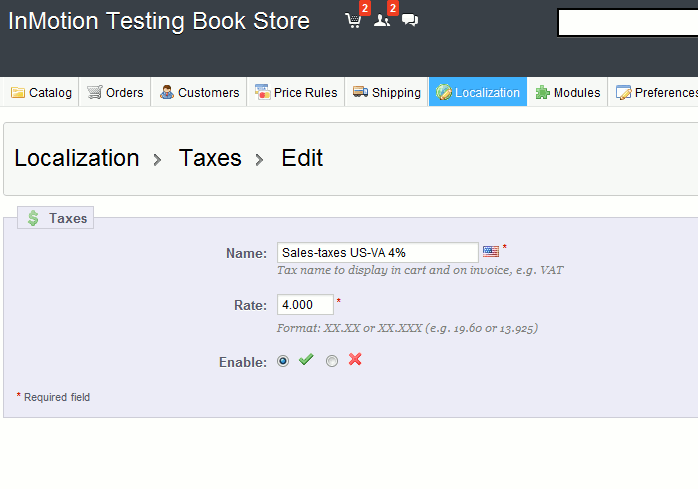 InMotion Testing Book Store 2 2
Catalog Orders Customers Price Rules Shipping Localization Modules Preferences
Localization > Taxes > Edit
$ Taxes
Name: Sales-taxes US-VA 4% *
Tax name to display in cart and on invoice, e.g. VAT
Rate: 4.000 *
Format: XX.XX or XX.XXX (e.g. 19.60 or 13.925)
Enable:
* Required field